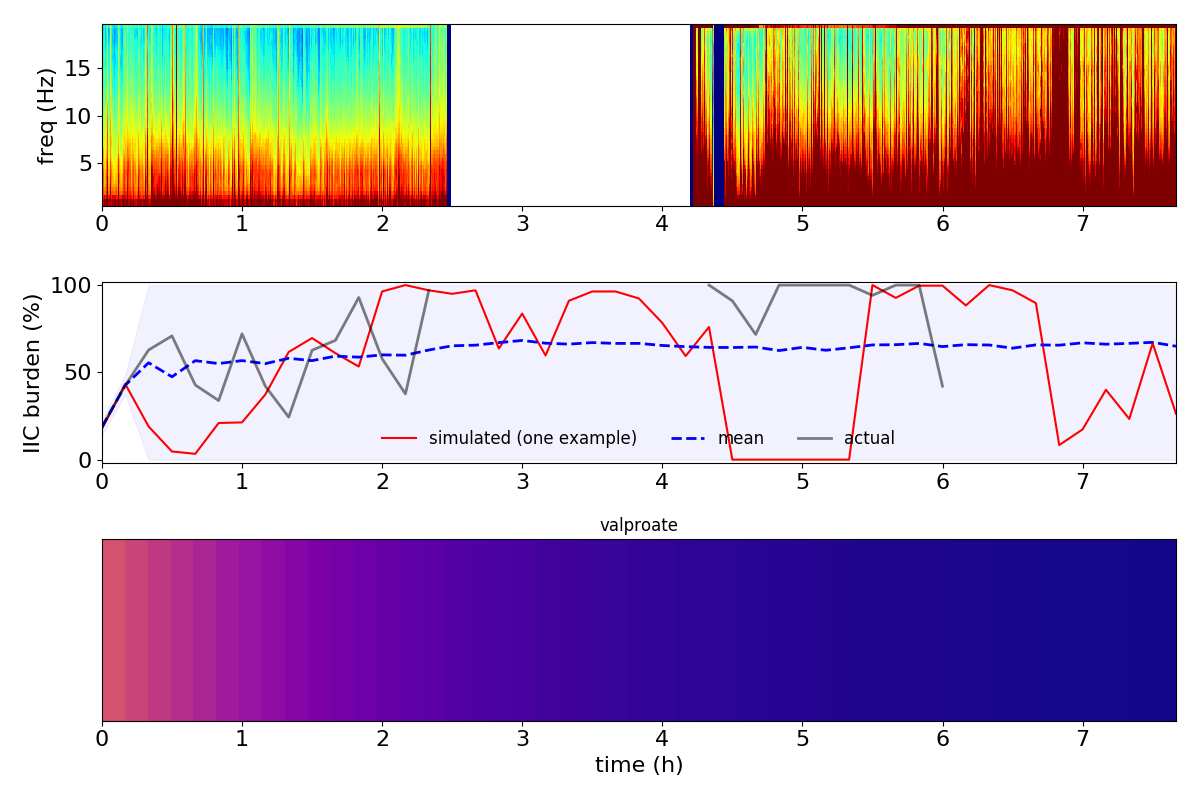 freq (Hz)
15
10
5
0 1 2 3 4 5 6 7
IIC burden (%)
100
50
0
simulated (one example) mean actual
0 1 2 3 4 5 6 7
valproate
0 1 2 3 4 5 6 7
time (h)